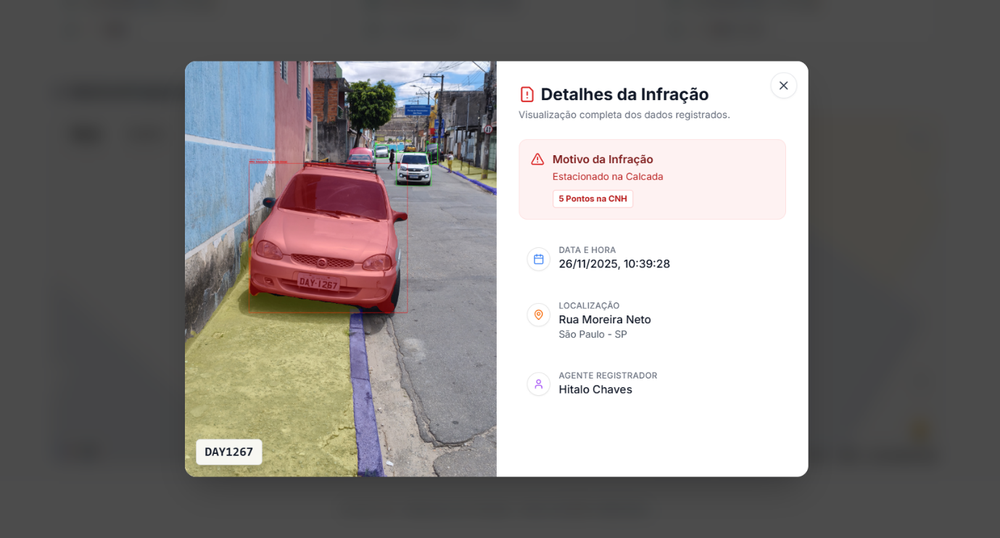 DAY-1267
DAY1267
Detalhes da Infração
Visualização completa dos dados registrados.
Motivo da Infração
Estacionado na Calcada
5 Pontos na CNH
DATA E HORA
26/11/2025, 10:39:28
LOCALIZAÇÃO
Rua Moreira Neto
São Paulo - SP
AGENTE REGISTRADOR
Hitalo Chaves